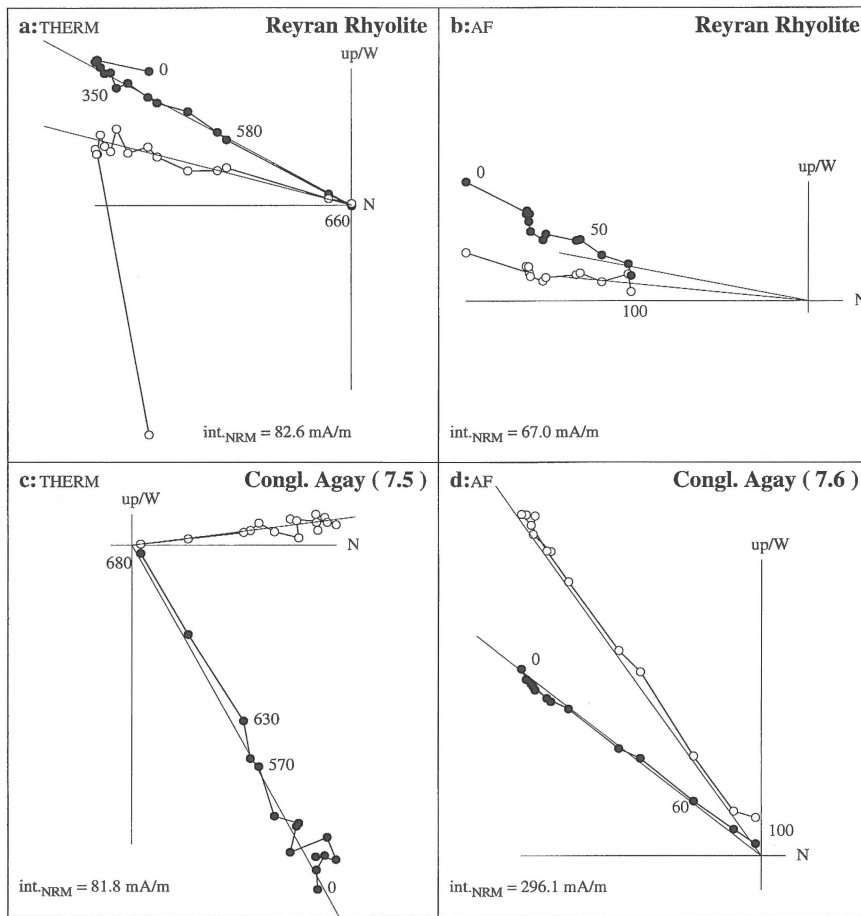 a:THERM Reyran Rhyolite
up/W
0
350
580
N
660
int.NRM = 82.6 mA/m
b:AF Reyran Rhyolite
up/W
0
50
N
100
int.NRM = 67.0 mA/m
c:THERM Congl. Agay ( 7.5 )
up/W
N
680
630
570
0
int.NRM = 81.8 mA/m
d:AF Congl. Agay ( 7.6 )
up/W
0
60
100
N
int.NRM = 296.1 mA/m